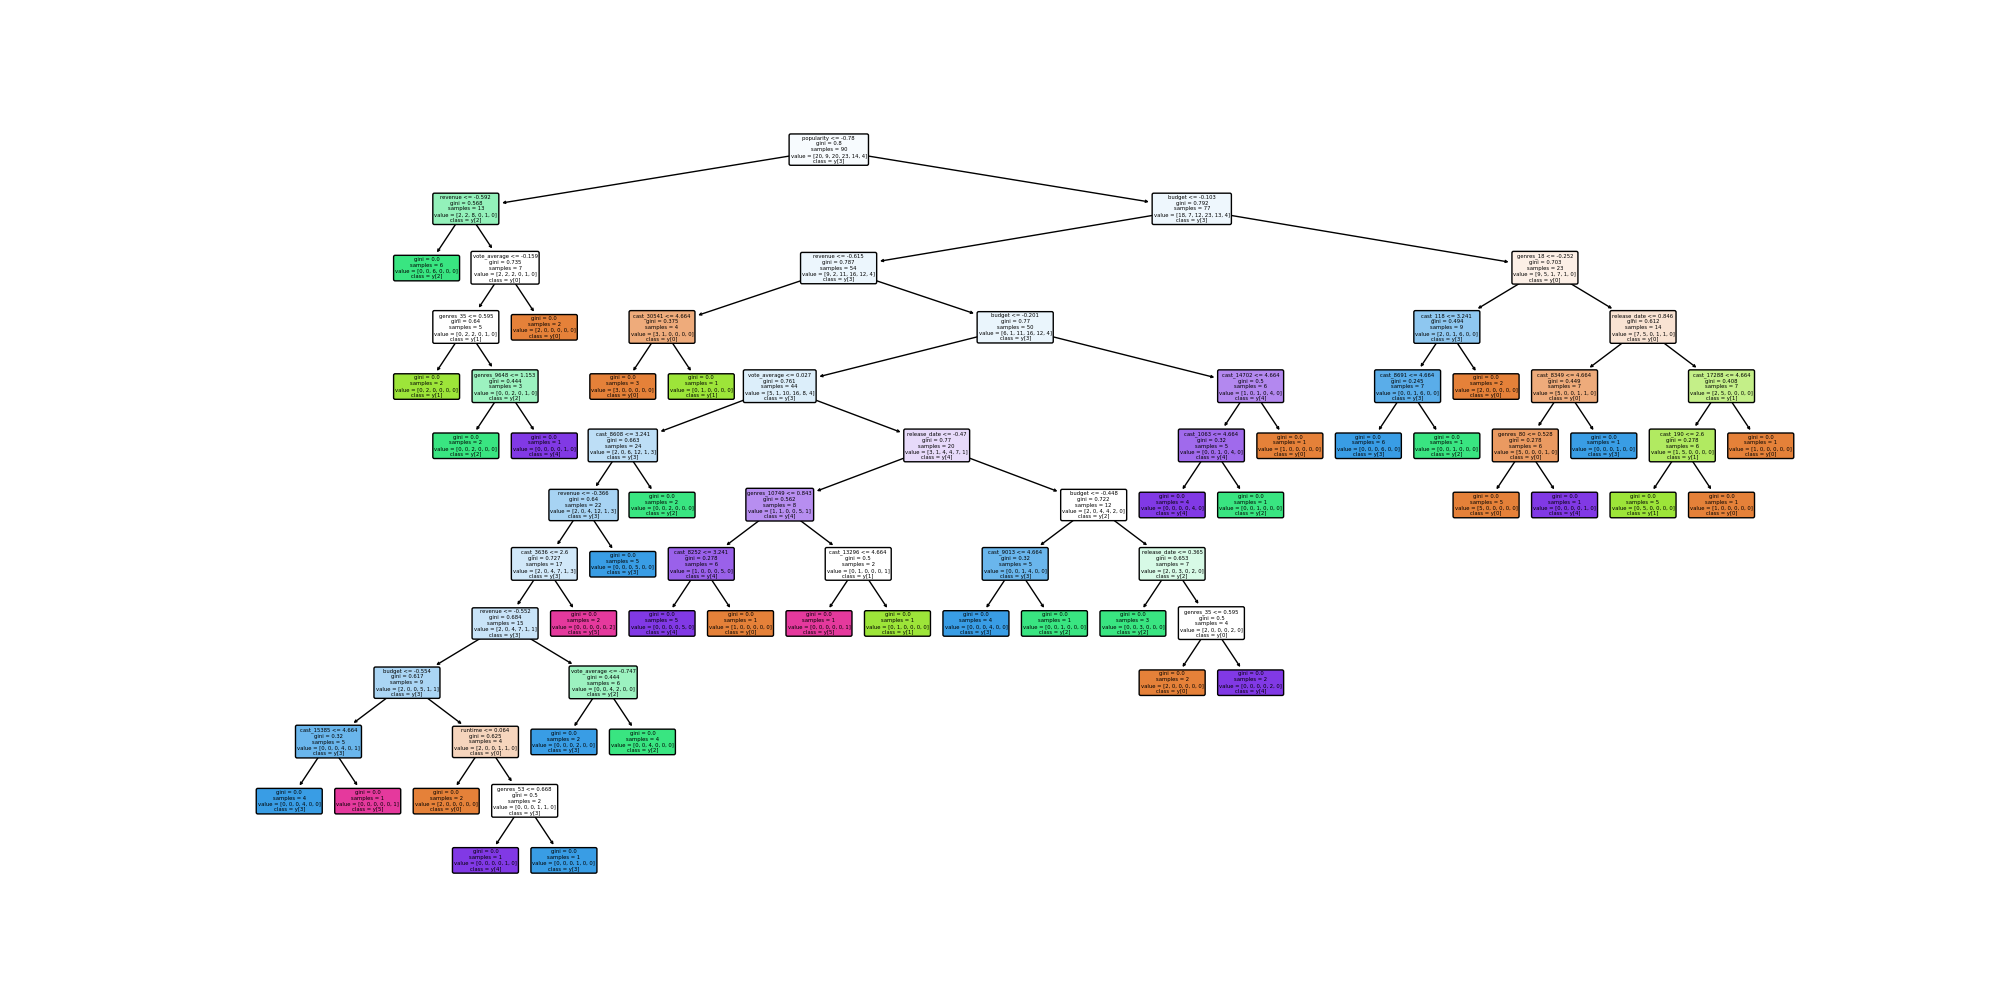 popularity <= -0.78
gini = 0.8
samples = 90
value = [20, 9, 20, 23, 14, 4]
class = y[3]
revenue <= -0.592
gini = 0.568
samples = 13
value = [2, 2, 8, 0, 1, 0]
class = y[2]
budget <= -0.103
gini = 0.792
samples = 77
value = [18, 7, 12, 23, 13, 4]
class = y[3]
gini = 0.0
samples = 6
value = [0, 0, 6, 0, 0, 0]
class = y[2]
vote_average <= -0.159
gini = 0.735
samples = 7
value = [2, 2, 2, 0, 1, 0]
class = y[0]
revenue <= -0.615
gini = 0.787
samples = 54
value = [9, 2, 11, 16, 12, 4]
class = y[3]
genres_18 <= -0.252
gini = 0.703
samples = 23
value = [9, 5, 1, 7, 1, 0]
class = y[0]
genres_35 <= 0.595
gini = 0.64
samples = 5
value = [0, 2, 2, 0, 1, 0]
class = y[1]
gini = 0.0
samples = 2
value = [2, 0, 0, 0, 0, 0]
class = y[0]
cast_30541 <= 4.664
gini = 0.375
samples = 4
value = [3, 1, 0, 0, 0, 0]
class = y[0]
budget <= -0.201
gini = 0.77
samples = 50
value = [6, 1, 11, 16, 12, 4]
class = y[3]
cast_118 <= 3.241
gini = 0.494
samples = 9
value = [2, 0, 1, 6, 0, 0]
class = y[3]
release_date <= 0.846
gini = 0.612
samples = 14
value = [7, 5, 0, 1, 1, 0]
class = y[0]
gini = 0.0
samples = 2
value = [0, 2, 0, 0, 0, 0]
class = y[1]
genres_9648 <= 1.153
gini = 0.444
samples = 3
value = [0, 0, 2, 0, 1, 0]
class = y[2]
gini = 0.0
samples = 3
value = [3, 0, 0, 0, 0, 0]
class = y[0]
gini = 0.0
samples = 1
value = [0, 1, 0, 0, 0, 0]
class = y[1]
vote_average <= 0.027
gini = 0.761
samples = 44
value = [5, 1, 10, 16, 8, 4]
class = y[3]
cast_14702 <= 4.664
gini = 0.5
samples = 6
value = [1, 0, 1, 0, 4, 0]
class = y[4]
cast_8691 <= 4.664
gini = 0.245
samples = 7
value = [0, 0, 1, 6, 0, 0]
class = y[3]
gini = 0.0
samples = 2
value = [2, 0, 0, 0, 0, 0]
class = y[0]
cast_8349 <= 4.664
gini = 0.449
samples = 7
value = [5, 0, 0, 1, 1, 0]
class = y[0]
cast_17288 <= 4.664
gini = 0.408
samples = 7
value = [2, 5, 0, 0, 0, 0]
class = y[1]
gini = 0.0
samples = 2
value = [0, 0, 2, 0, 0, 0]
class = y[2]
gini = 0.0
samples = 1
value = [0, 0, 0, 0, 1, 0]
class = y[4]
cast_8608 <= 3.241
gini = 0.663
samples = 24
value = [2, 0, 6, 12, 1, 3]
class = y[3]
release_date <= -0.47
gini = 0.77
samples = 20
value = [3, 1, 4, 4, 7, 1]
class = y[4]
cast_1063 <= 4.664
gini = 0.32
samples = 5
value = [0, 0, 1, 0, 4, 0]
class = y[4]
gini = 0.0
samples = 1
value = [1, 0, 0, 0, 0, 0]
class = y[0]
gini = 0.0
samples = 6
value = [0, 0, 0, 6, 0, 0]
class = y[3]
gini = 0.0
samples = 1
value = [0, 0, 1, 0, 0, 0]
class = y[2]
genres_80 <= 0.528
gini = 0.278
samples = 6
value = [5, 0, 0, 0, 1, 0]
class = y[0]
gini = 0.0
samples = 1
value = [0, 0, 0, 1, 0, 0]
class = y[3]
cast_190 <= 2.6
gini = 0.278
samples = 6
value = [1, 5, 0, 0, 0, 0]
class = y[1]
gini = 0.0
samples = 1
value = [1, 0, 0, 0, 0, 0]
class = y[0]
revenue <= -0.366
gini = 0.64
samples = 22
value = [2, 0, 4, 12, 1, 3]
class = y[3]
gini = 0.0
samples = 2
value = [0, 0, 2, 0, 0, 0]
class = y[2]
genres_10749 <= 0.843
gini = 0.562
samples = 8
value = [1, 1, 0, 0, 5, 1]
class = y[4]
budget <= -0.448
gini = 0.722
samples = 12
value = [2, 0, 4, 4, 2, 0]
class = y[2]
gini = 0.0
samples = 4
value = [0, 0, 0, 0, 4, 0]
class = y[4]
gini = 0.0
samples = 1
value = [0, 0, 1, 0, 0, 0]
class = y[2]
gini = 0.0
samples = 5
value = [5, 0, 0, 0, 0, 0]
class = y[0]
gini = 0.0
samples = 1
value = [0, 0, 0, 0, 1, 0]
class = y[4]
gini = 0.0
samples = 5
value = [0, 5, 0, 0, 0, 0]
class = y[1]
gini = 0.0
samples = 1
value = [1, 0, 0, 0, 0, 0]
class = y[0]
cast_3636 <= 2.6
gini = 0.727
samples = 17
value = [2, 0, 4, 7, 1, 3]
class = y[3]
gini = 0.0
samples = 5
value = [0, 0, 0, 5, 0, 0]
class = y[3]
cast_8252 <= 3.241
gini = 0.278
samples = 6
value = [1, 0, 0, 0, 5, 0]
class = y[4]
cast_13296 <= 4.664
gini = 0.5
samples = 2
value = [0, 1, 0, 0, 0, 1]
class = y[1]
cast_9013 <= 4.664
gini = 0.32
samples = 5
value = [0, 0, 1, 4, 0, 0]
class = y[3]
release_date <= 0.365
gini = 0.653
samples = 7
value = [2, 0, 3, 0, 2, 0]
class = y[2]
revenue <= -0.552
gini = 0.684
samples = 15
value = [2, 0, 4, 7, 1, 1]
class = y[3]
gini = 0.0
samples = 2
value = [0, 0, 0, 0, 0, 2]
class = y[5]
gini = 0.0
samples = 5
value = [0, 0, 0, 0, 5, 0]
class = y[4]
gini = 0.0
samples = 1
value = [1, 0, 0, 0, 0, 0]
class = y[0]
gini = 0.0
samples = 1
value = [0, 0, 0, 0, 0, 1]
class = y[5]
gini = 0.0
samples = 1
value = [0, 1, 0, 0, 0, 0]
class = y[1]
gini = 0.0
samples = 4
value = [0, 0, 0, 4, 0, 0]
class = y[3]
gini = 0.0
samples = 1
value = [0, 0, 1, 0, 0, 0]
class = y[2]
gini = 0.0
samples = 3
value = [0, 0, 3, 0, 0, 0]
class = y[2]
genres_35 <= 0.595
gini = 0.5
samples = 4
value = [2, 0, 0, 0, 2, 0]
class = y[0]
budget <= -0.554
gini = 0.617
samples = 9
value = [2, 0, 0, 5, 1, 1]
class = y[3]
vote_average <= -0.747
gini = 0.444
samples = 6
value = [0, 0, 4, 2, 0, 0]
class = y[2]
gini = 0.0
samples = 2
value = [2, 0, 0, 0, 0, 0]
class = y[0]
gini = 0.0
samples = 2
value = [0, 0, 0, 0, 2, 0]
class = y[4]
cast_15385 <= 4.664
gini = 0.32
samples = 5
value = [0, 0, 0, 4, 0, 1]
class = y[3]
runtime <= 0.064
gini = 0.625
samples = 4
value = [2, 0, 0, 1, 1, 0]
class = y[0]
gini = 0.0
samples = 2
value = [0, 0, 0, 2, 0, 0]
class = y[3]
gini = 0.0
samples = 4
value = [0, 0, 4, 0, 0, 0]
class = y[2]
gini = 0.0
samples = 4
value = [0, 0, 0, 4, 0, 0]
class = y[3]
gini = 0.0
samples = 1
value = [0, 0, 0, 0, 0, 1]
class = y[5]
gini = 0.0
samples = 2
value = [2, 0, 0, 0, 0, 0]
class = y[0]
genres_53 <= 0.668
gini = 0.5
samples = 2
value = [0, 0, 0, 1, 1, 0]
class = y[3]
gini = 0.0
samples = 1
value = [0, 0, 0, 0, 1, 0]
class = y[4]
gini = 0.0
samples = 1
value = [0, 0, 0, 1, 0, 0]
class = y[3]